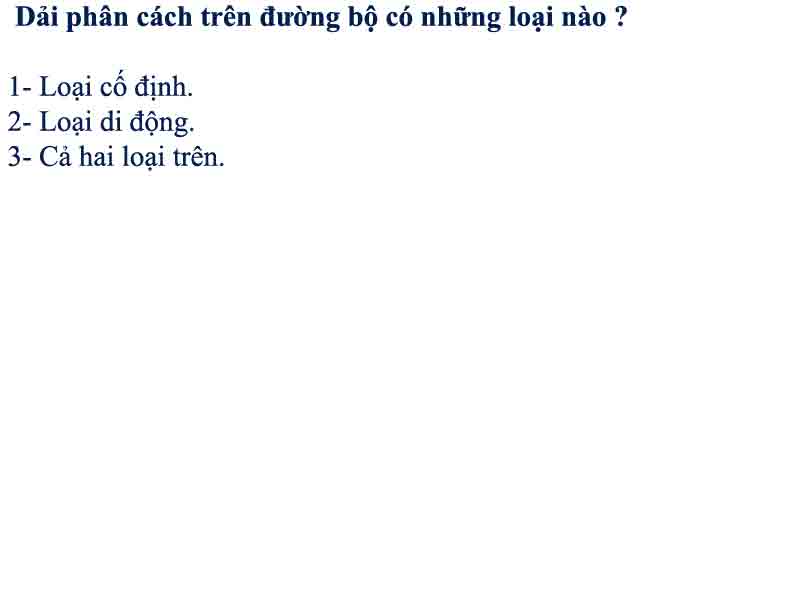 Dải phân cách trên đường bộ có những loại nào ?
1- Loại cố định.
2- Loại di động.
3- Cả hai loại trên.